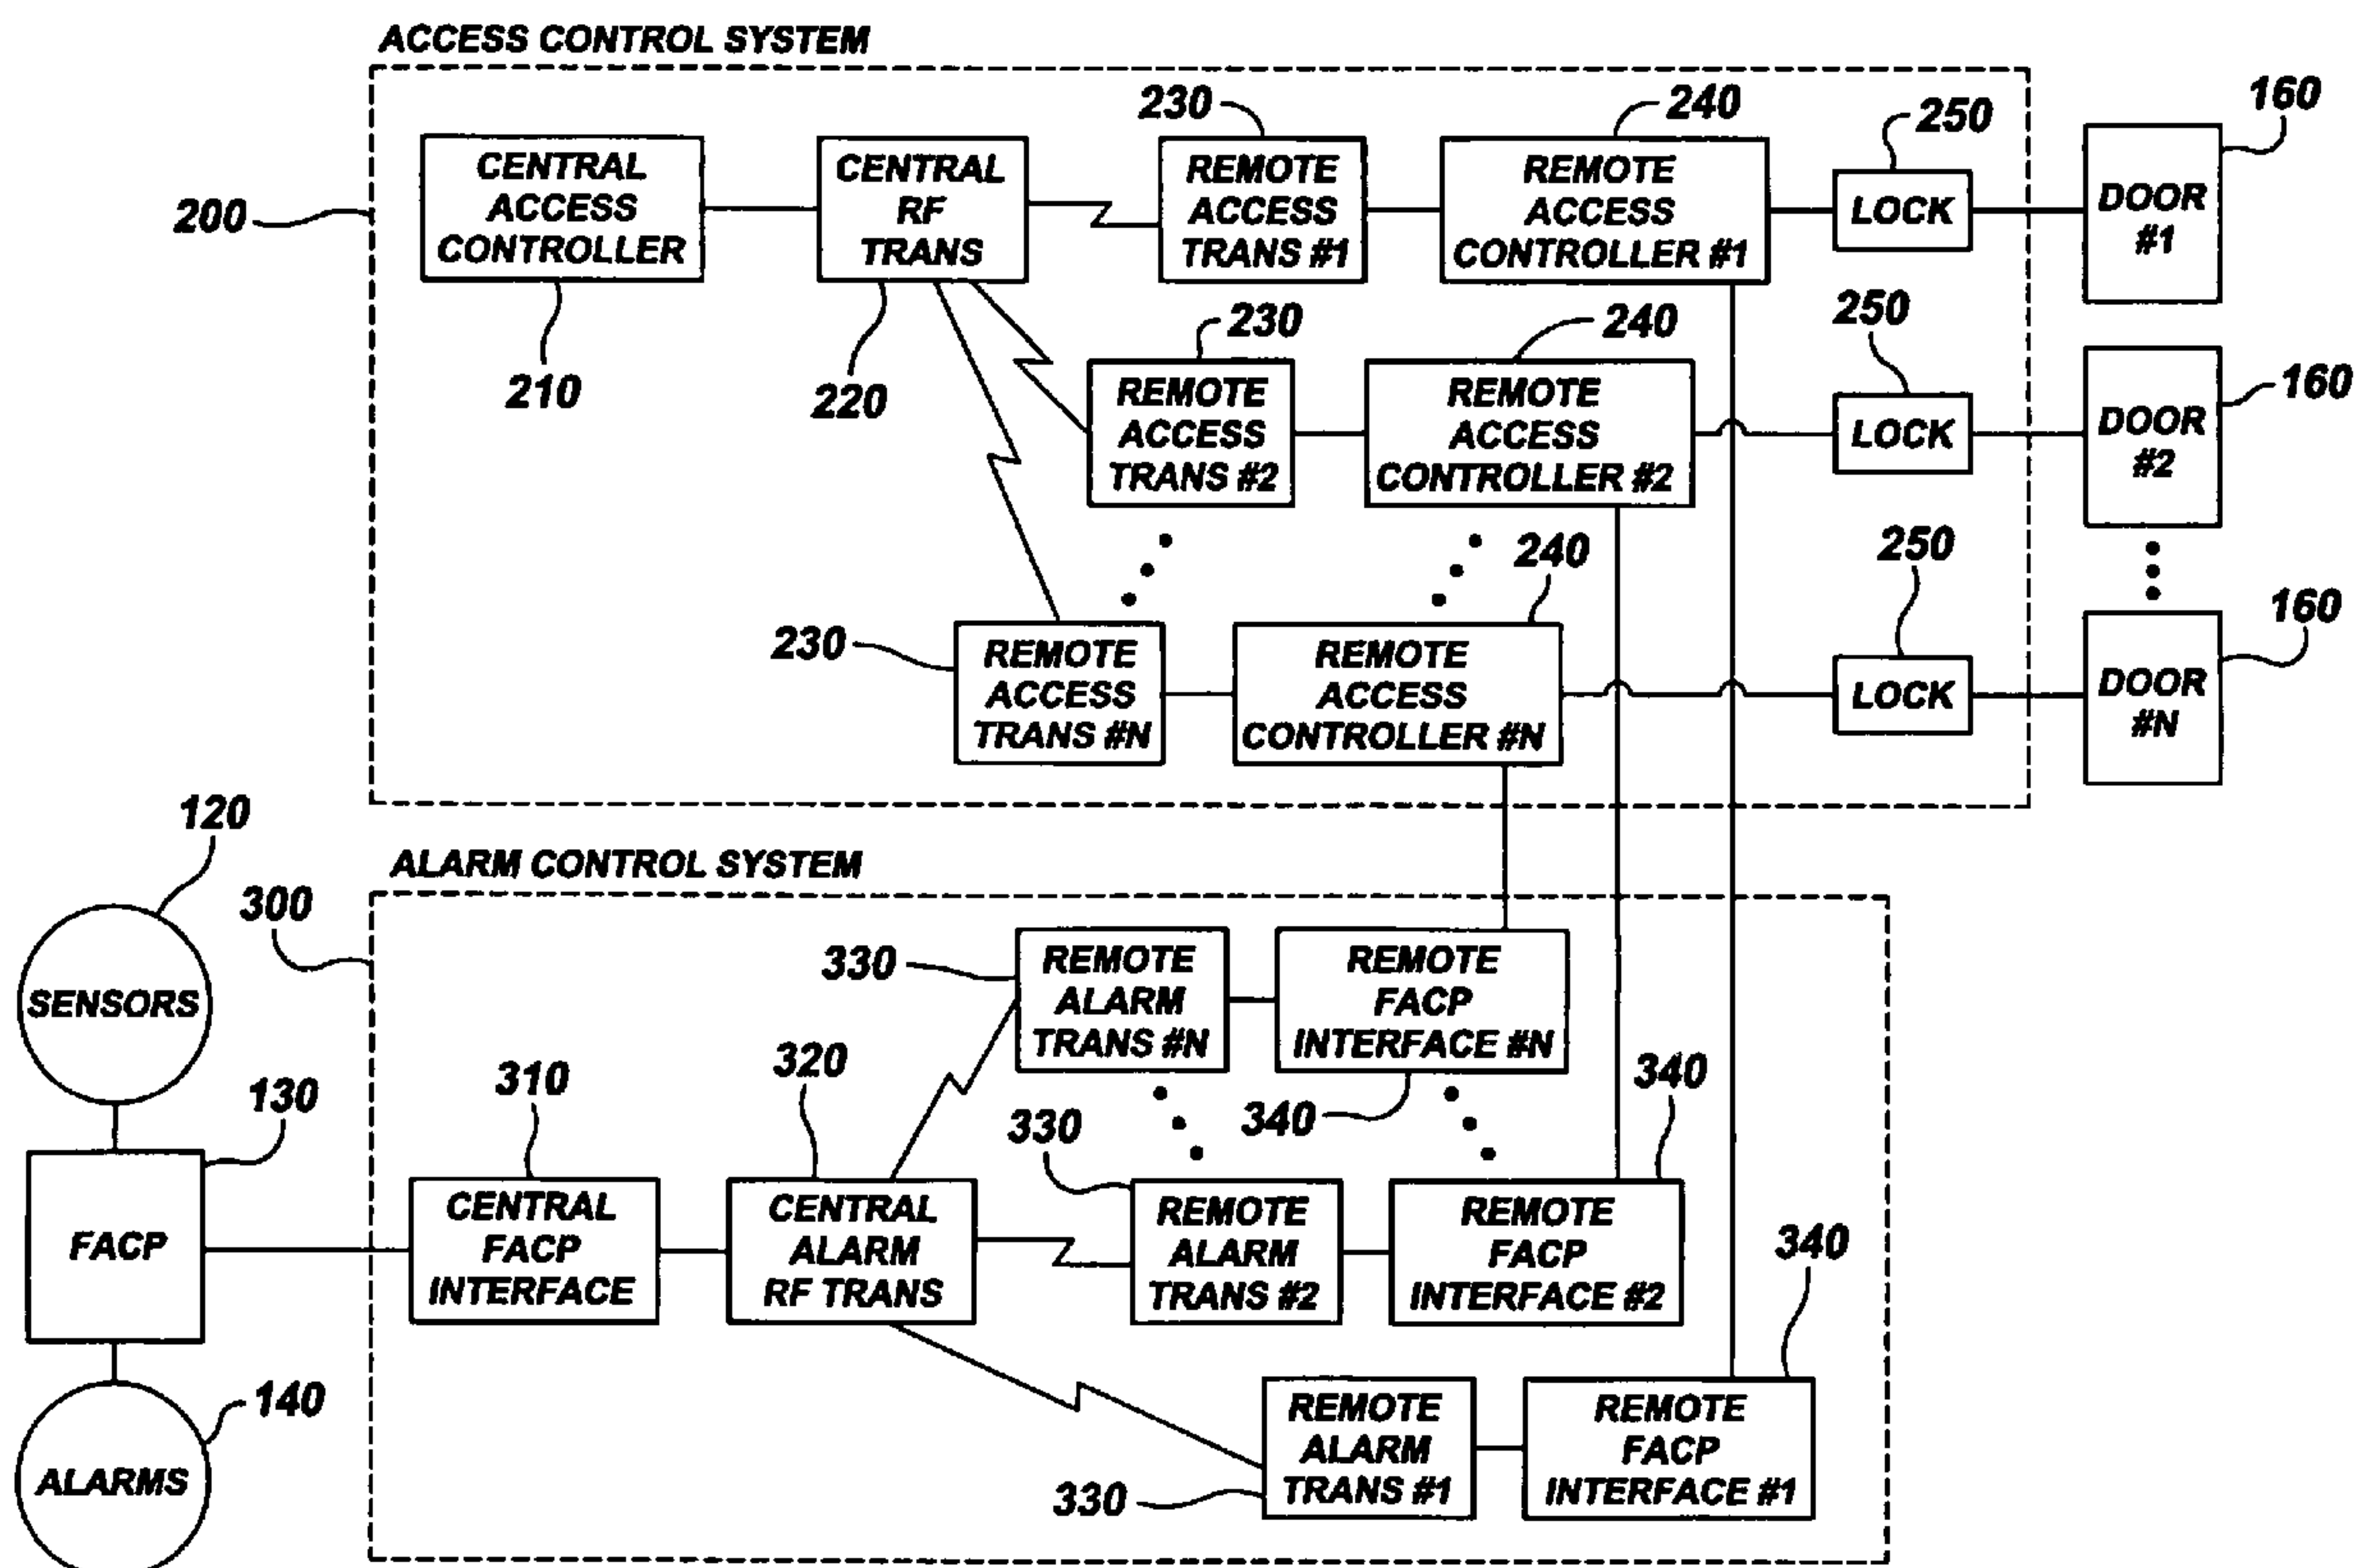 ACCESS CONTROL SYSTEM
200
CENTRAL
ACCESS
CONTROLLER
210
CENTRAL
RF
TRANS
220
230
REMOTE
ACCESS
TRANS #1
240
REMOTE
ACCESS
CONTROLLER #1
250
LOCK
160
DOOR
#1
230
REMOTE
ACCESS
TRANS #2
240
REMOTE
ACCESS
CONTROLLER #2
250
LOCK
160
DOOR
#2
230
REMOTE
ACCESS
TRANS #N
240
REMOTE
ACCESS
CONTROLLER #N
250
LOCK
160
DOOR
#N
ALARM CONTROL SYSTEM
300
120
SENSORS
130
FACP
140
ALARMS
310
CENTRAL
FACP
INTERFACE
320
CENTRAL
ALARM
RF TRANS
330
REMOTE
ALARM
TRANS #N
REMOTE
FACP
INTERFACE #N
340
330
REMOTE
ALARM
TRANS #2
340
REMOTE
FACP
INTERFACE #2
330
REMOTE
ALARM
TRANS #1
340
REMOTE
FACP
INTERFACE #1